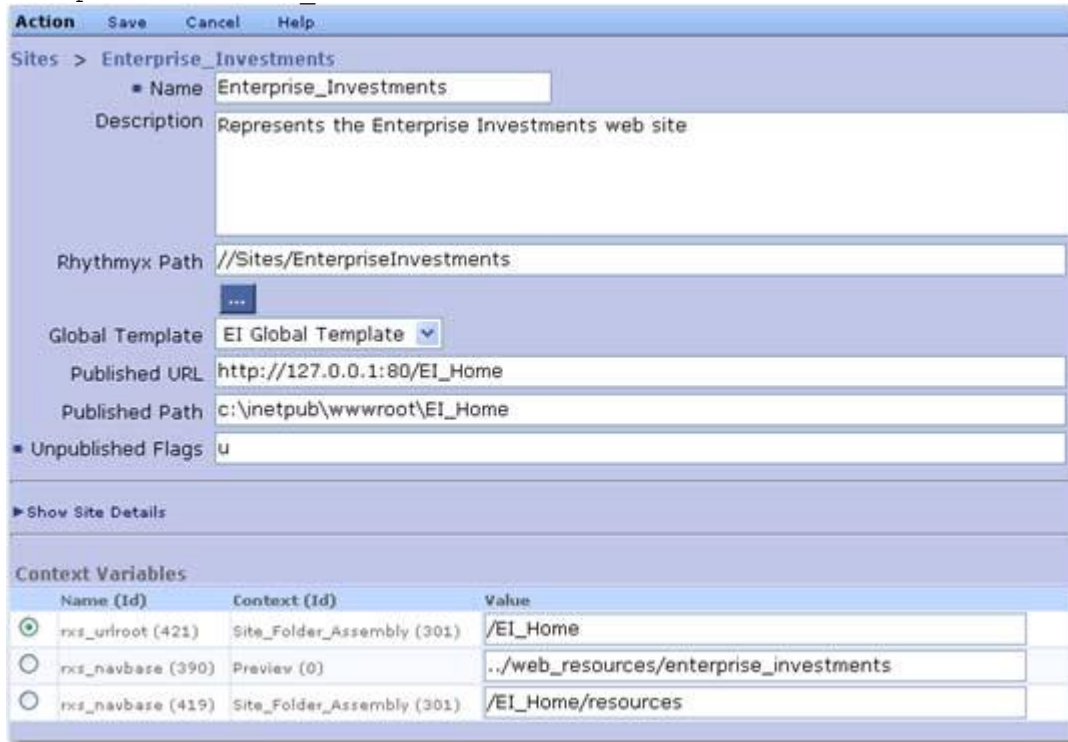 Action Save Cancel Help
Sites > Enterprise_Investments
Name Enterprise_Investments
Description Represents the Enterprise Investments web site
Rhythmyx Path //Sites/EnterpriseInvestments
...
Global Template EI Global Template
Published URL http://127.0.0.1:80/EI_Home
Published Path c:\inetpub\wwwroot\EI_Home
Unpublished Flags u
Show Site Details
Context Variables
Name (Id) Context (Id) Value
rxs_urlroot (421) Site_Folder_Assembly (301) /EI_Home
rxs_navbase (390) Preview (0) ../web_resources/enterprise_investments
rxs_navbase (419) Site_Folder_Assembly (301) /EI_Home/resources